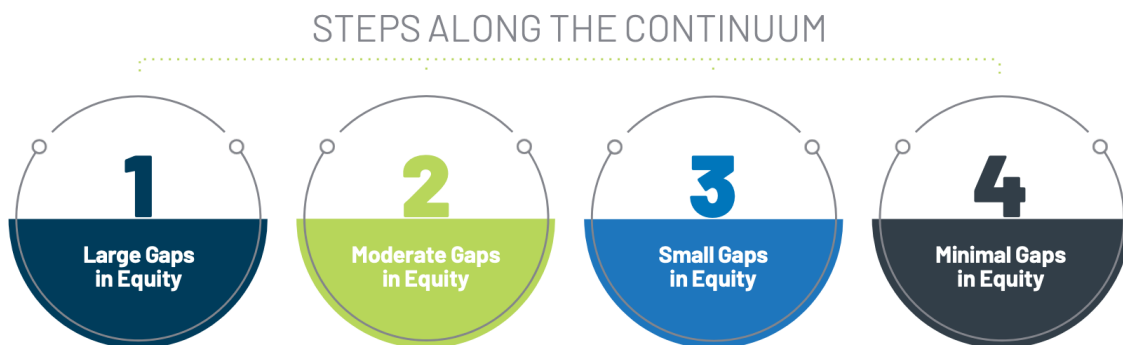 STEPS ALONG THE CONTINUUM
1
Large Gaps
in Equity
2
Moderate Gaps
in Equity
3
Small Gaps
in Equity
4
Minimal Gaps
in Equity